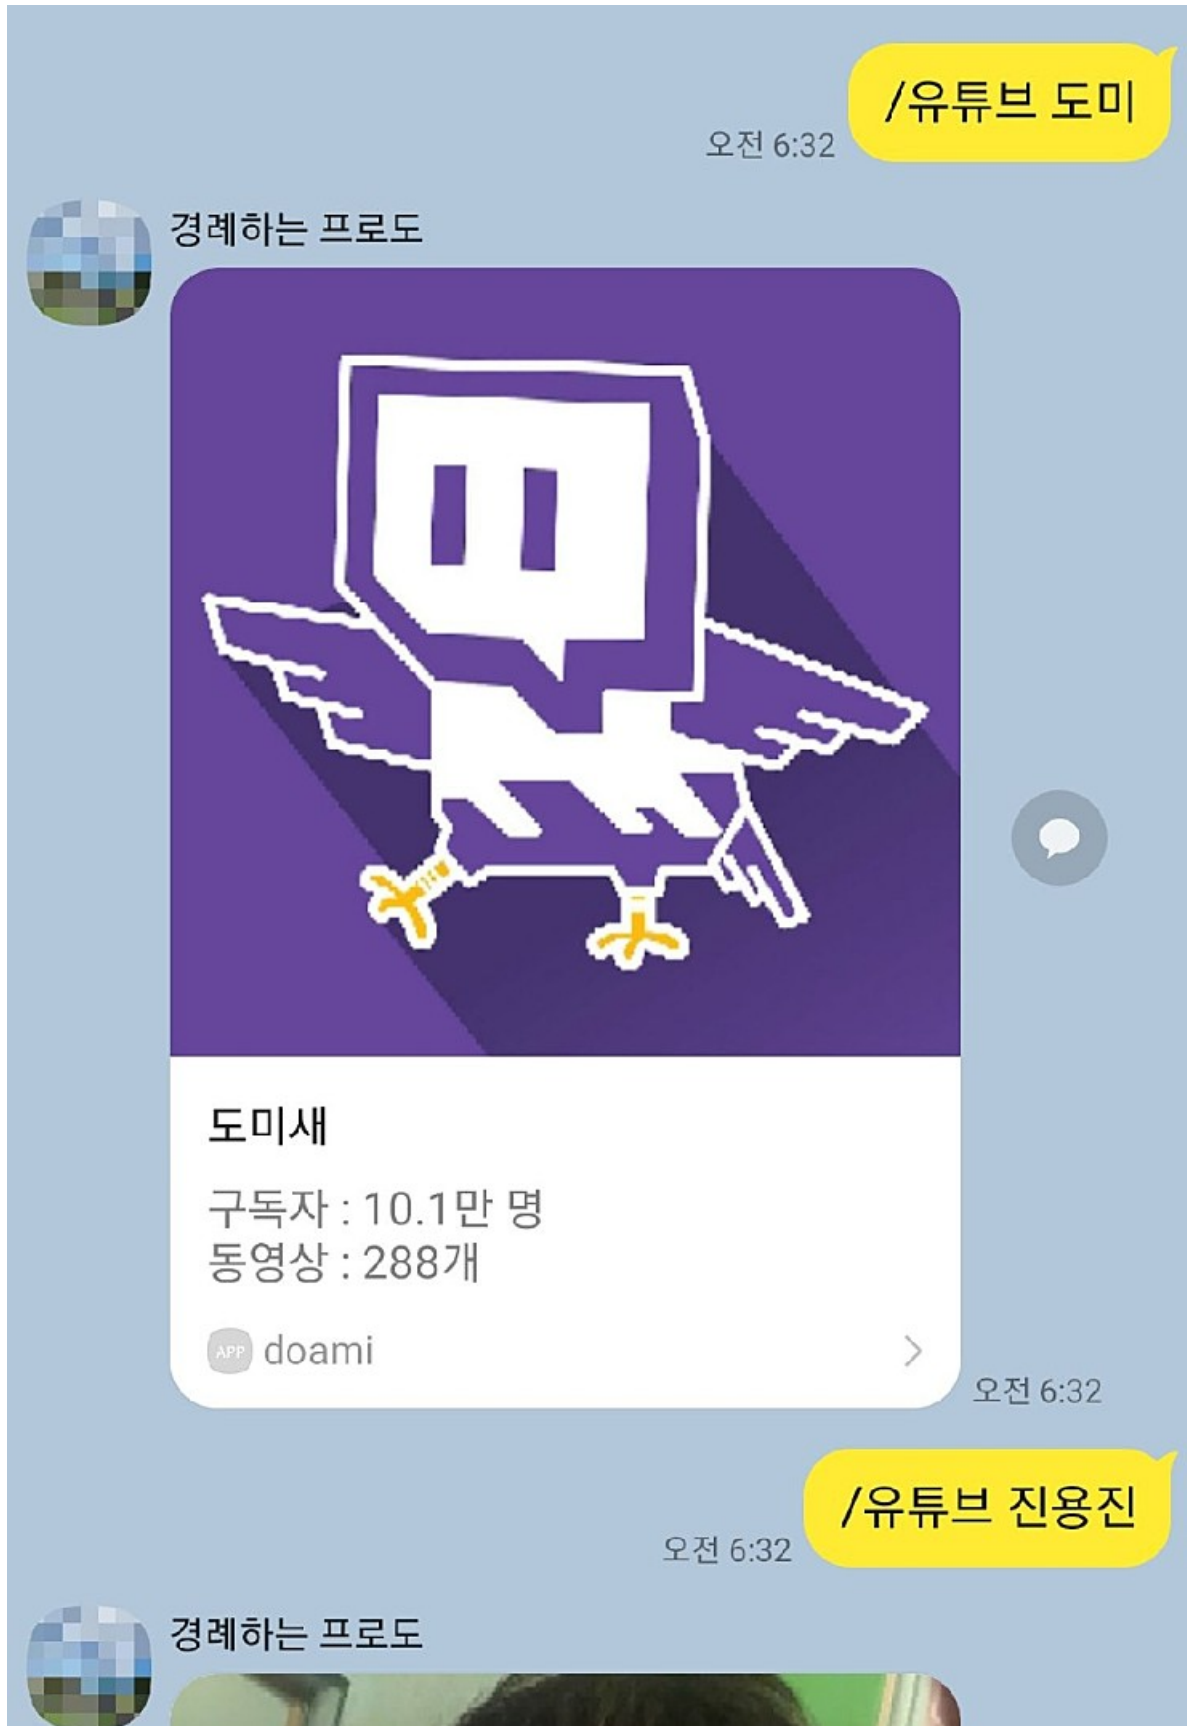 /유튜브 도미
오전 6:32
경례하는 프로도
도미새
구독자 : 10.1만 명
동영상 : 288개
APP doami
오전 6:32
/유튜브 진용진
오전 6:32
경례하는 프로도